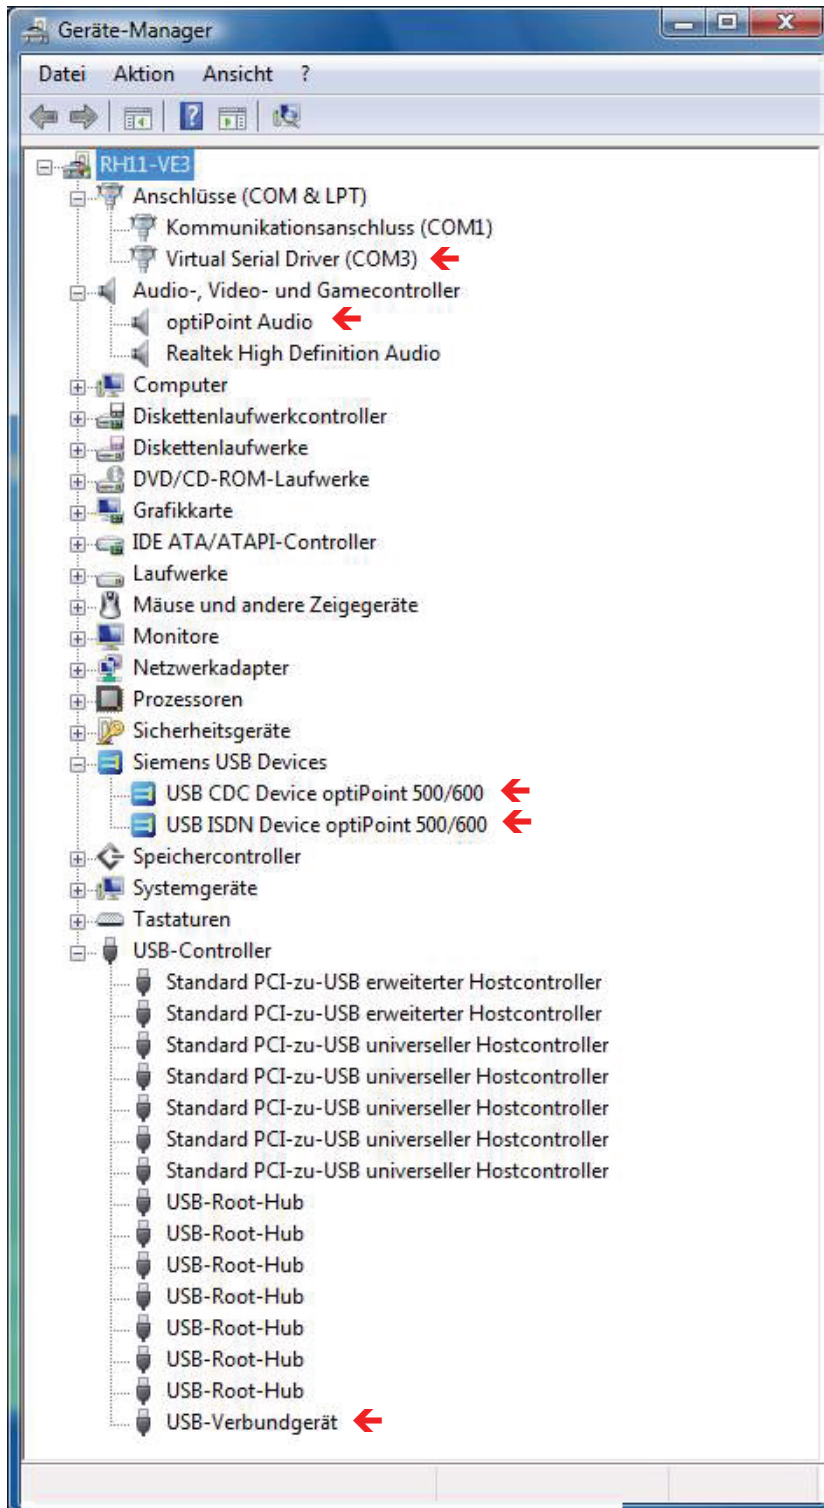 Geräte-Manager
Datei Aktion Ansicht ?
RH11-VE3
Anschlüsse (COM & LPT)
Kommunikationsanschluss (COM1)
Virtual Serial Driver (COM3)
Audio-, Video- und Gamecontroller
optiPoint Audio
Realtek High Definition Audio
Computer
Diskettenlaufwerkcontroller
Diskettenlaufwerke
DVD/CD-ROM-Laufwerke
Grafikkarte
IDE ATA/ATAPI-Controller
Laufwerke
Mäuse und andere Zeigegeräte
Monitore
Netzwerkadapter
Prozessoren
Sicherheitsgeräte
Siemens USB Devices
USB CDC Device optiPoint 500/600
USB ISDN Device optiPoint 500/600
Speichercontroller
Systemgeräte
Tastaturen
USB-Controller
Standard PCI-zu-USB erweiterter Hostcontroller
Standard PCI-zu-USB erweiterter Hostcontroller
Standard PCI-zu-USB universeller Hostcontroller
Standard PCI-zu-USB universeller Hostcontroller
Standard PCI-zu-USB universeller Hostcontroller
Standard PCI-zu-USB universeller Hostcontroller
Standard PCI-zu-USB universeller Hostcontroller
USB-Root-Hub
USB-Root-Hub
USB-Root-Hub
USB-Root-Hub
USB-Root-Hub
USB-Root-Hub
USB-Root-Hub
USB-Verbundgerät